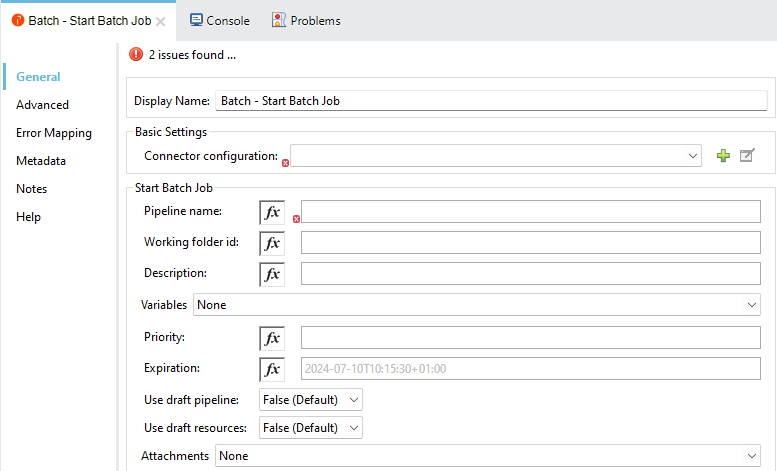 Batch - Start Batch Job
Console
Problems
2 issues found ...
General
Advanced
Error Mapping
Metadata
Notes
Help
Display Name: Batch - Start Batch Job
Basic Settings
Connector configuration:
Start Batch Job
Pipeline name: fx
Working folder id: fx
Description: fx
Variables None
Priority: fx
Expiration: fx 2024-07-10T10:15:30+01:00
Use draft pipeline: False (Default)
Use draft resources: False (Default)
Attachments None